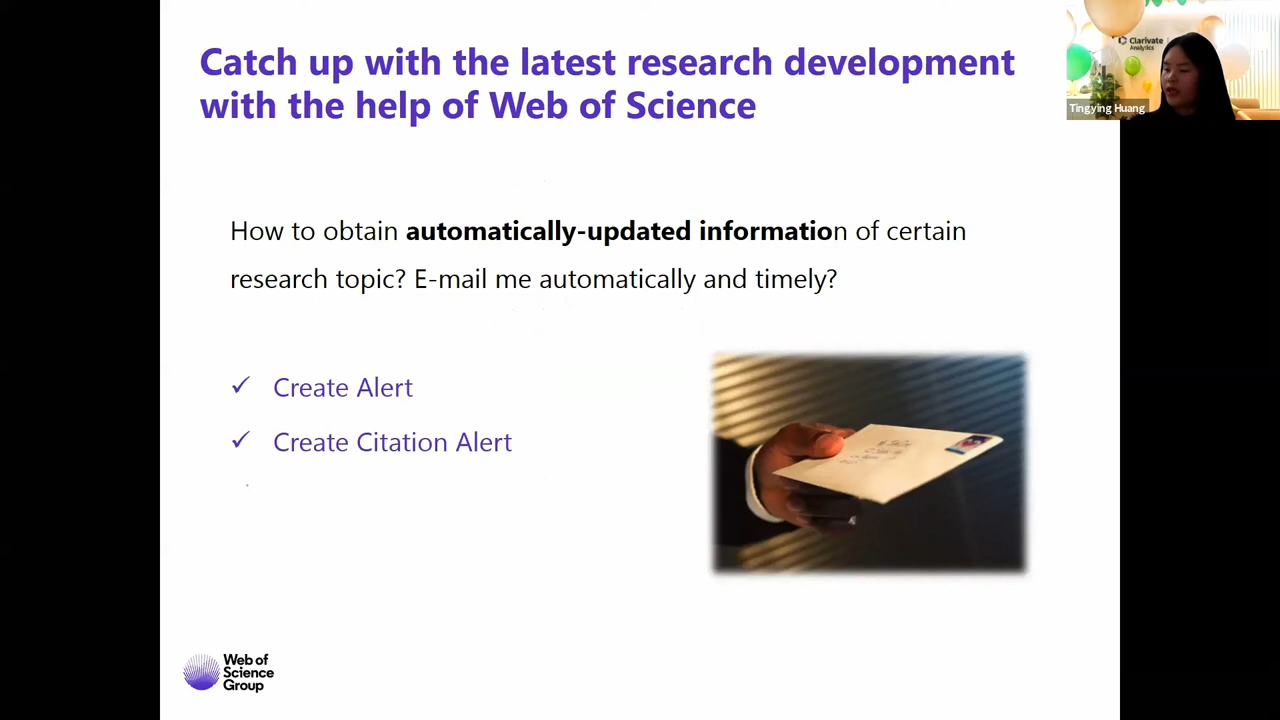 Catch up with the latest research development
with the help of Web of Science
Clarivate
Analytics
Tingying Huang
How to obtain automatically-updated information of certain
research topic? E-mail me automatically and timely?
✓ Create Alert
✓ Create Citation Alert
Web of
Science
Group